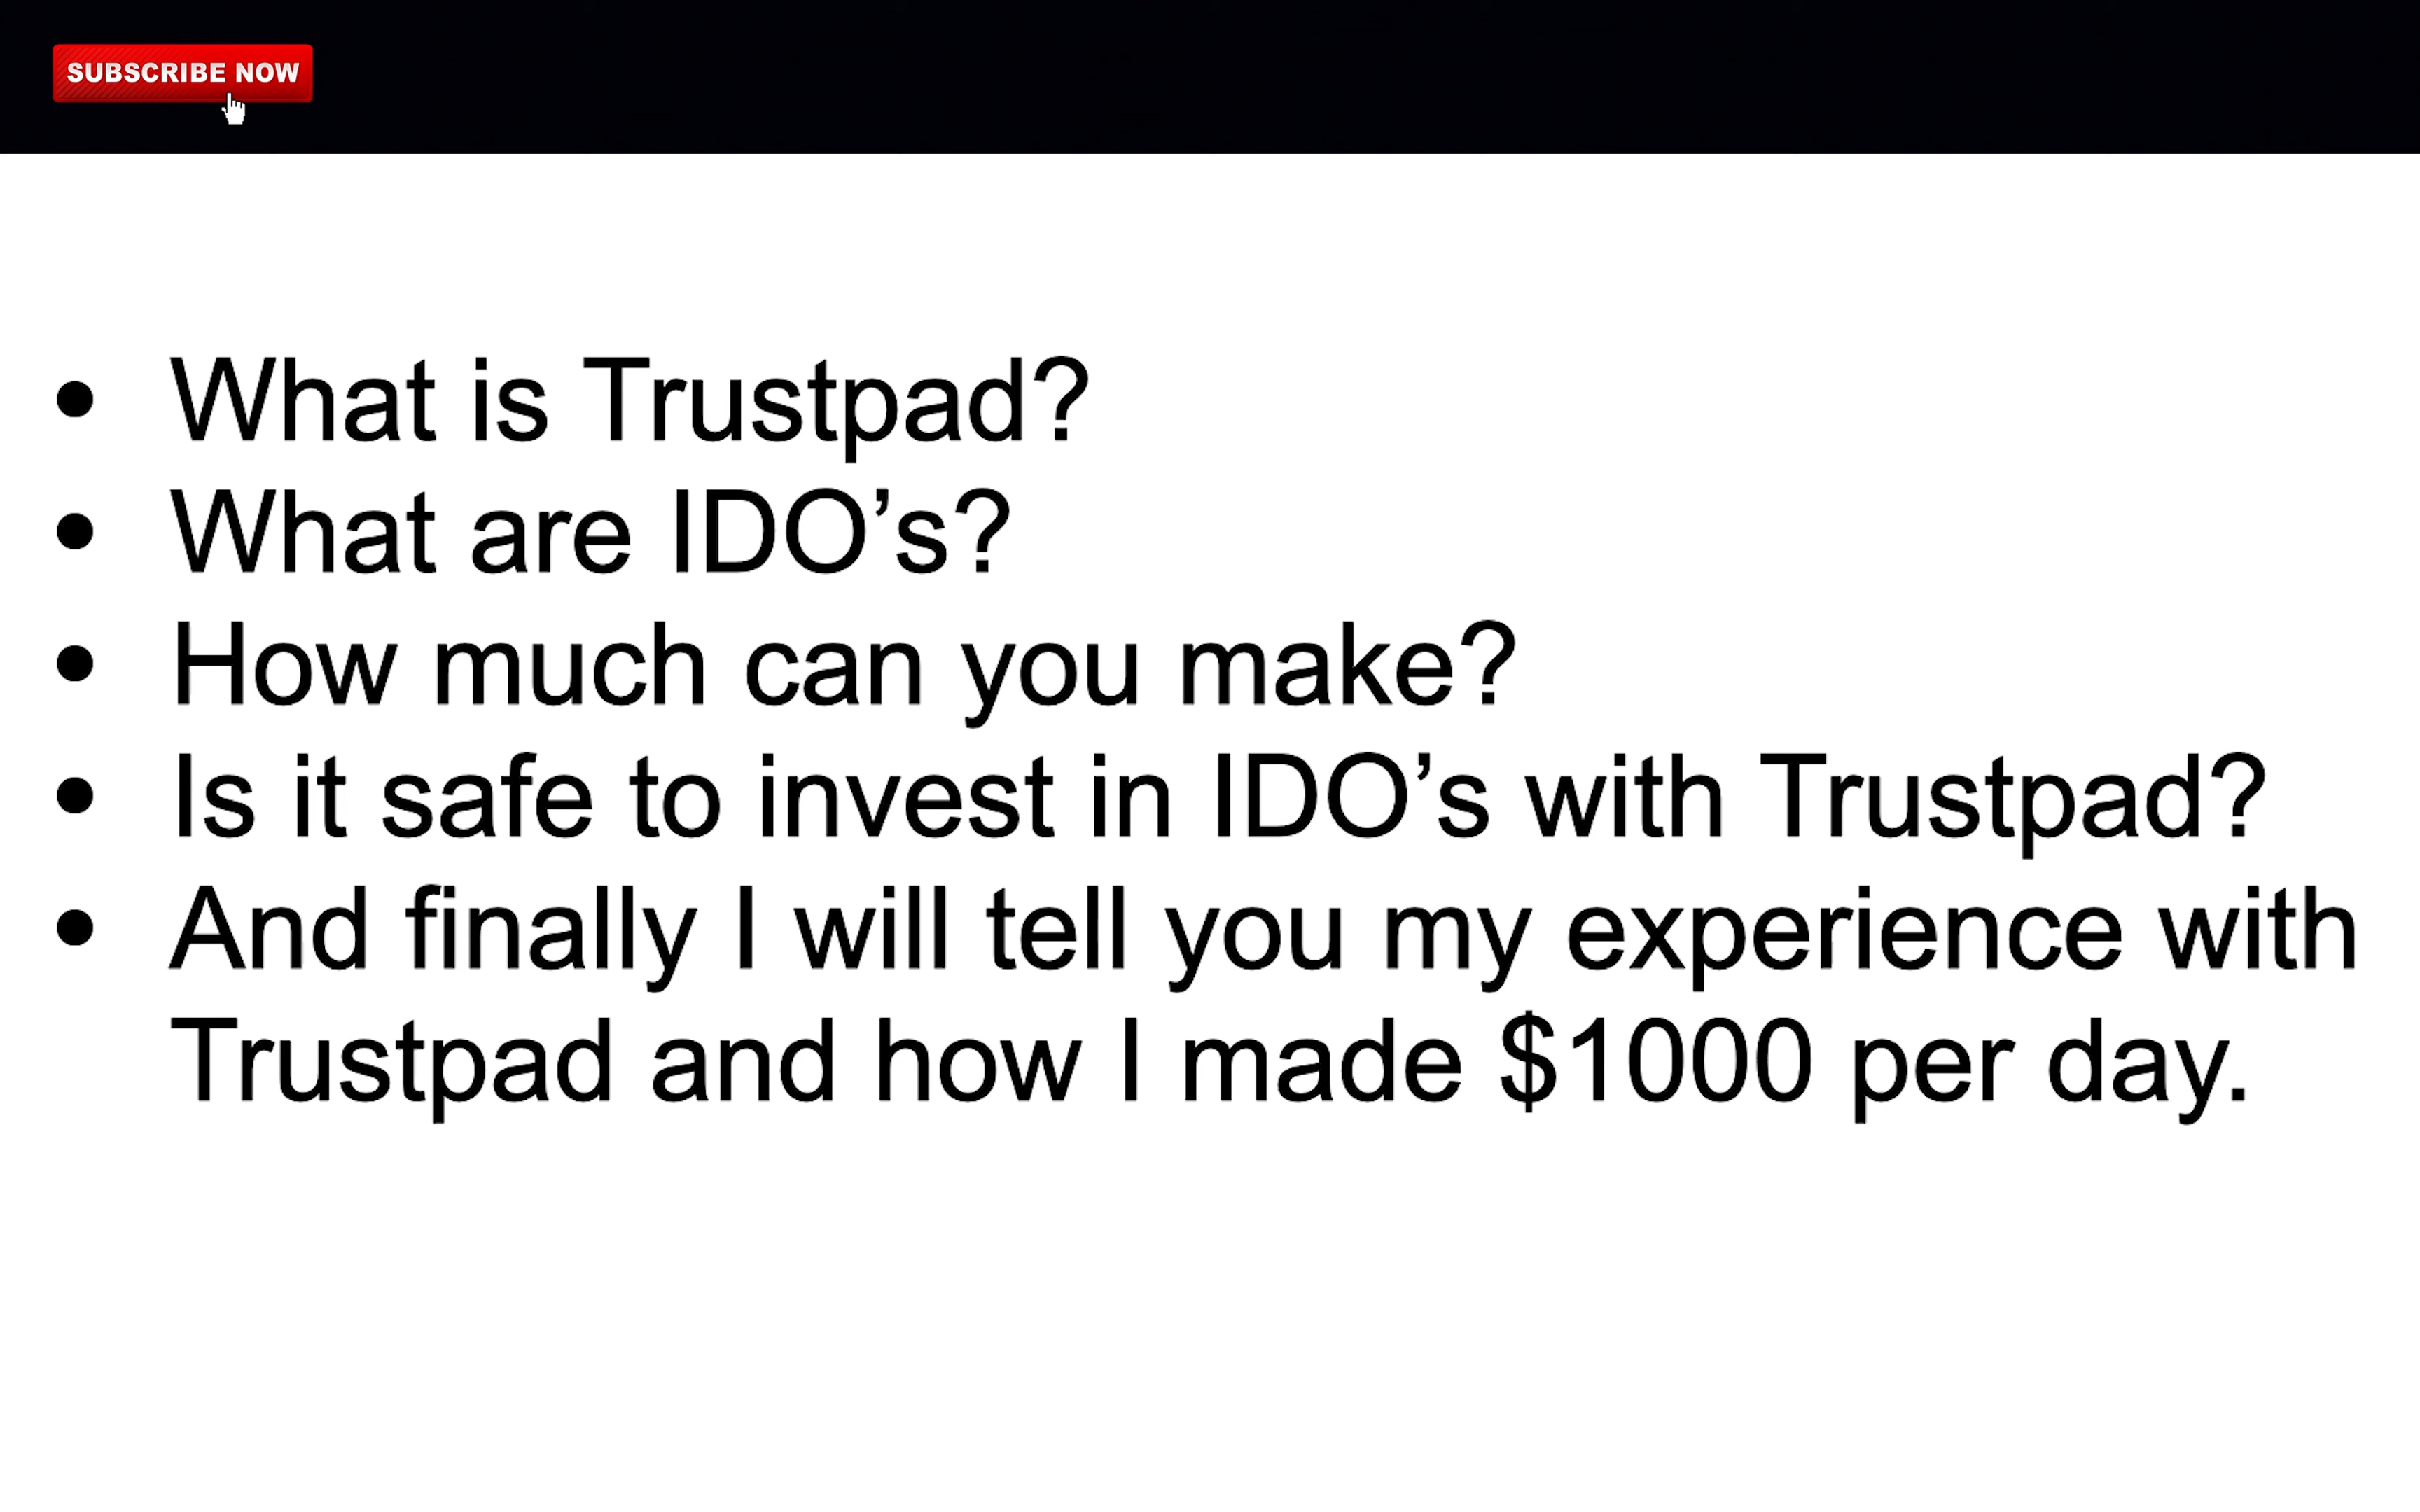 SUBSCRIBE NOW
• What is Trustpad?
• What are IDO’s?
• How much can you make?
• Is it safe to invest in IDO’s with Trustpad?
• And finally I will tell you my experience with
Trustpad and how I made $1000 per day.